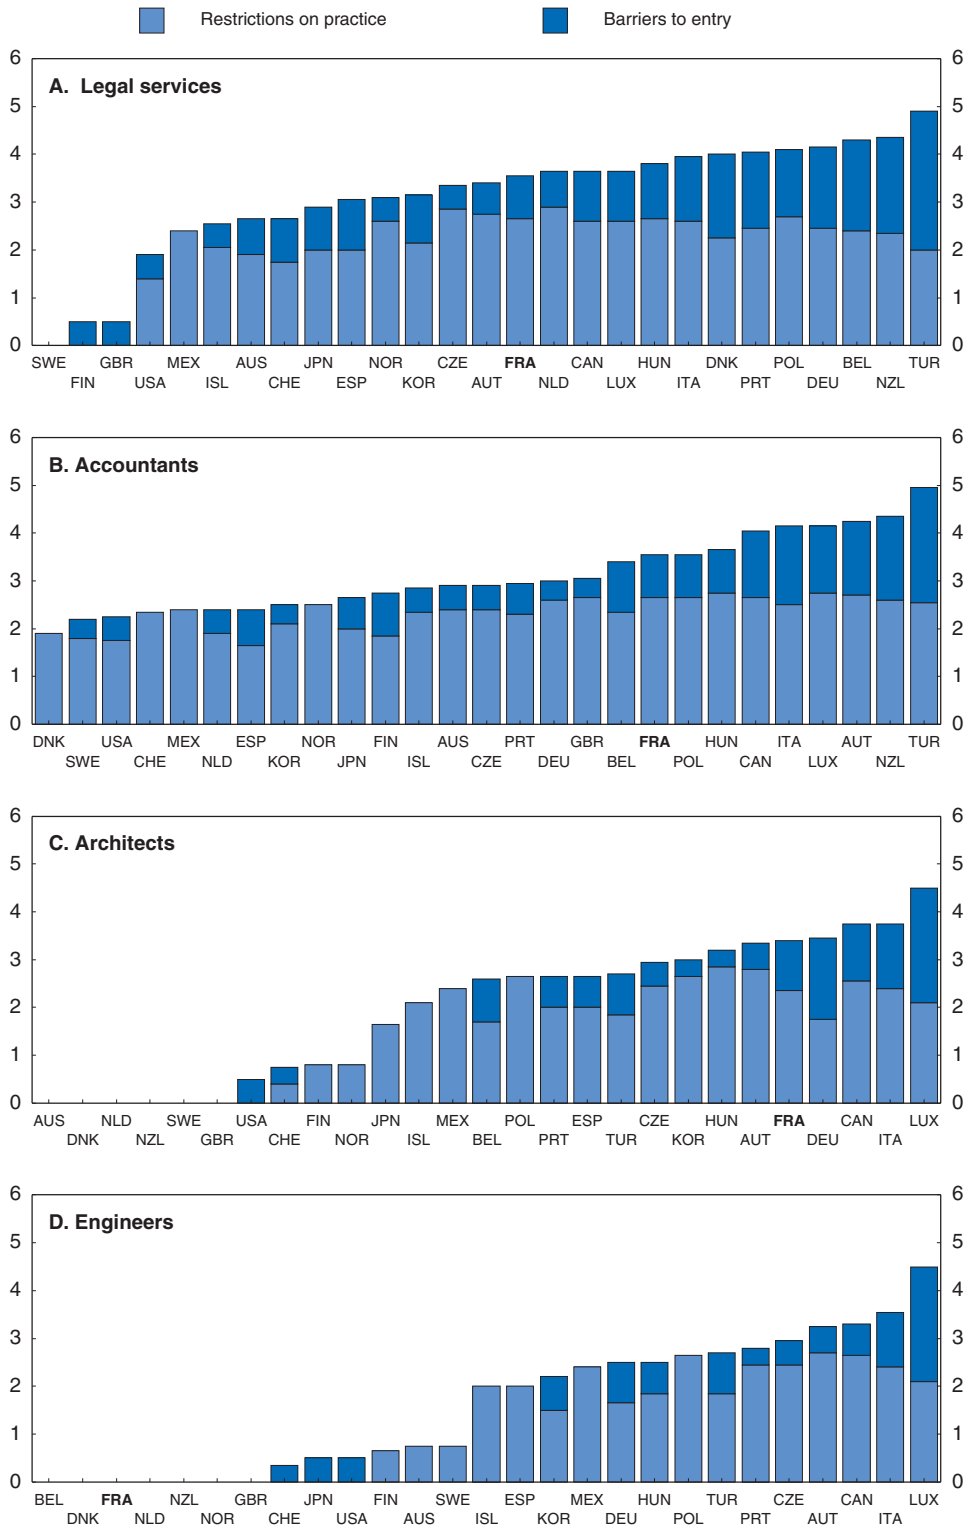 Restrictions on practice Barriers to entry
6 6
A. Legal services
5 5
4 4
3 3
2 2
1 1
0 0
SWE GBR MEX AUS JPN NOR CZE FRA CAN HUN DNK POL BEL TUR
FIN USA ISL CHE ESP KOR AUT NLD LUX ITA PRT DEU NZL
6 6
B. Accountants
5 5
4 4
3 3
2 2
1 1
0 0
DNK USA MEX ESP NOR FIN AUS PRT GBR FRA HUN ITA AUT TUR
SWE CHE NLD KOR JPN ISL CZE DEU BEL POL CAN LUX NZL
6 6
C. Architects
5 5
4 4
3 3
2 2
1 1
0 0
AUS NLD SWE USA FIN JPN MEX POL ESP CZE HUN FRA CAN LUX
DNK NZL GBR CHE NOR ISL BEL PRT TUR KOR AUT DEU ITA
6 6
D. Engineers
5 5
4 4
3 3
2 2
1 1
0 0
BEL FRA NZL GBR JPN FIN SWE ESP MEX HUN TUR CZE CAN LUX
DNK NLD NOR CHE USA AUS ISL KOR DEU POL PRT AUT ITA